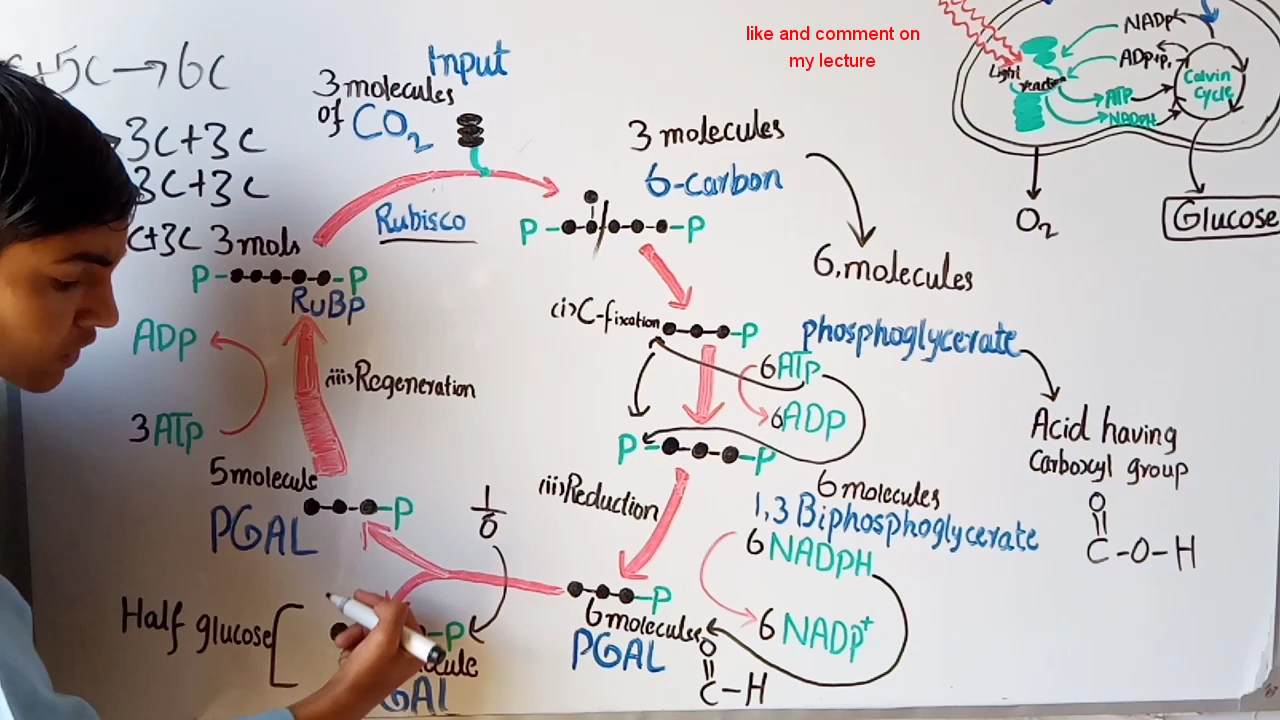 like and comment on
my lecture
5C → 6C
3C+3C
3C+3C
+3C
3 molecules
of CO2
Input
Rubisco
3 mols
P P
RuBP
3 molecules
6-carbon
P P
6 molecules
(i) C-fixation
P
phosphoglycerate
Acid having
Carboxyl group
O
C-O-H
6ATP
6ADP
P P
6 molecules
1,3 Biphosphoglycerate
(ii) Reduction
6 NADPH
6 NADP+
P
6 molecules
PGAL
O
C-H
5 molecule
P
PGAL
(iii) Regeneration
3ATP
ADP
1
0
Half glucose
P
GAL
Light
reaction
NADP+
ADP+Pi
ATP
NADPH
Calvin
Cycle
O2
Glucose